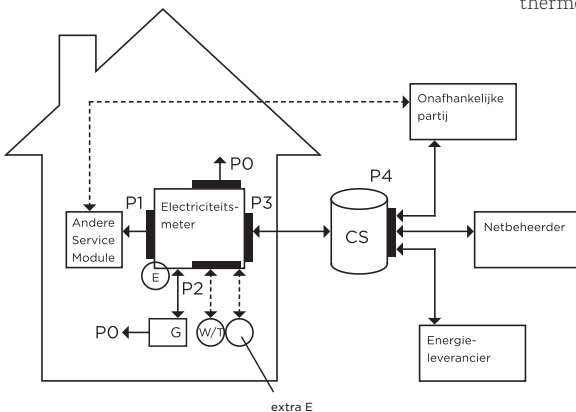 thermo
Onafhankelijke
partij
P0
P4
P1
Electriciteits-
meter
P3
Andere
Service
Module
CS
Netbeheerder
E
P2
P0
G
W/T
Energie-
leverancier
extra E